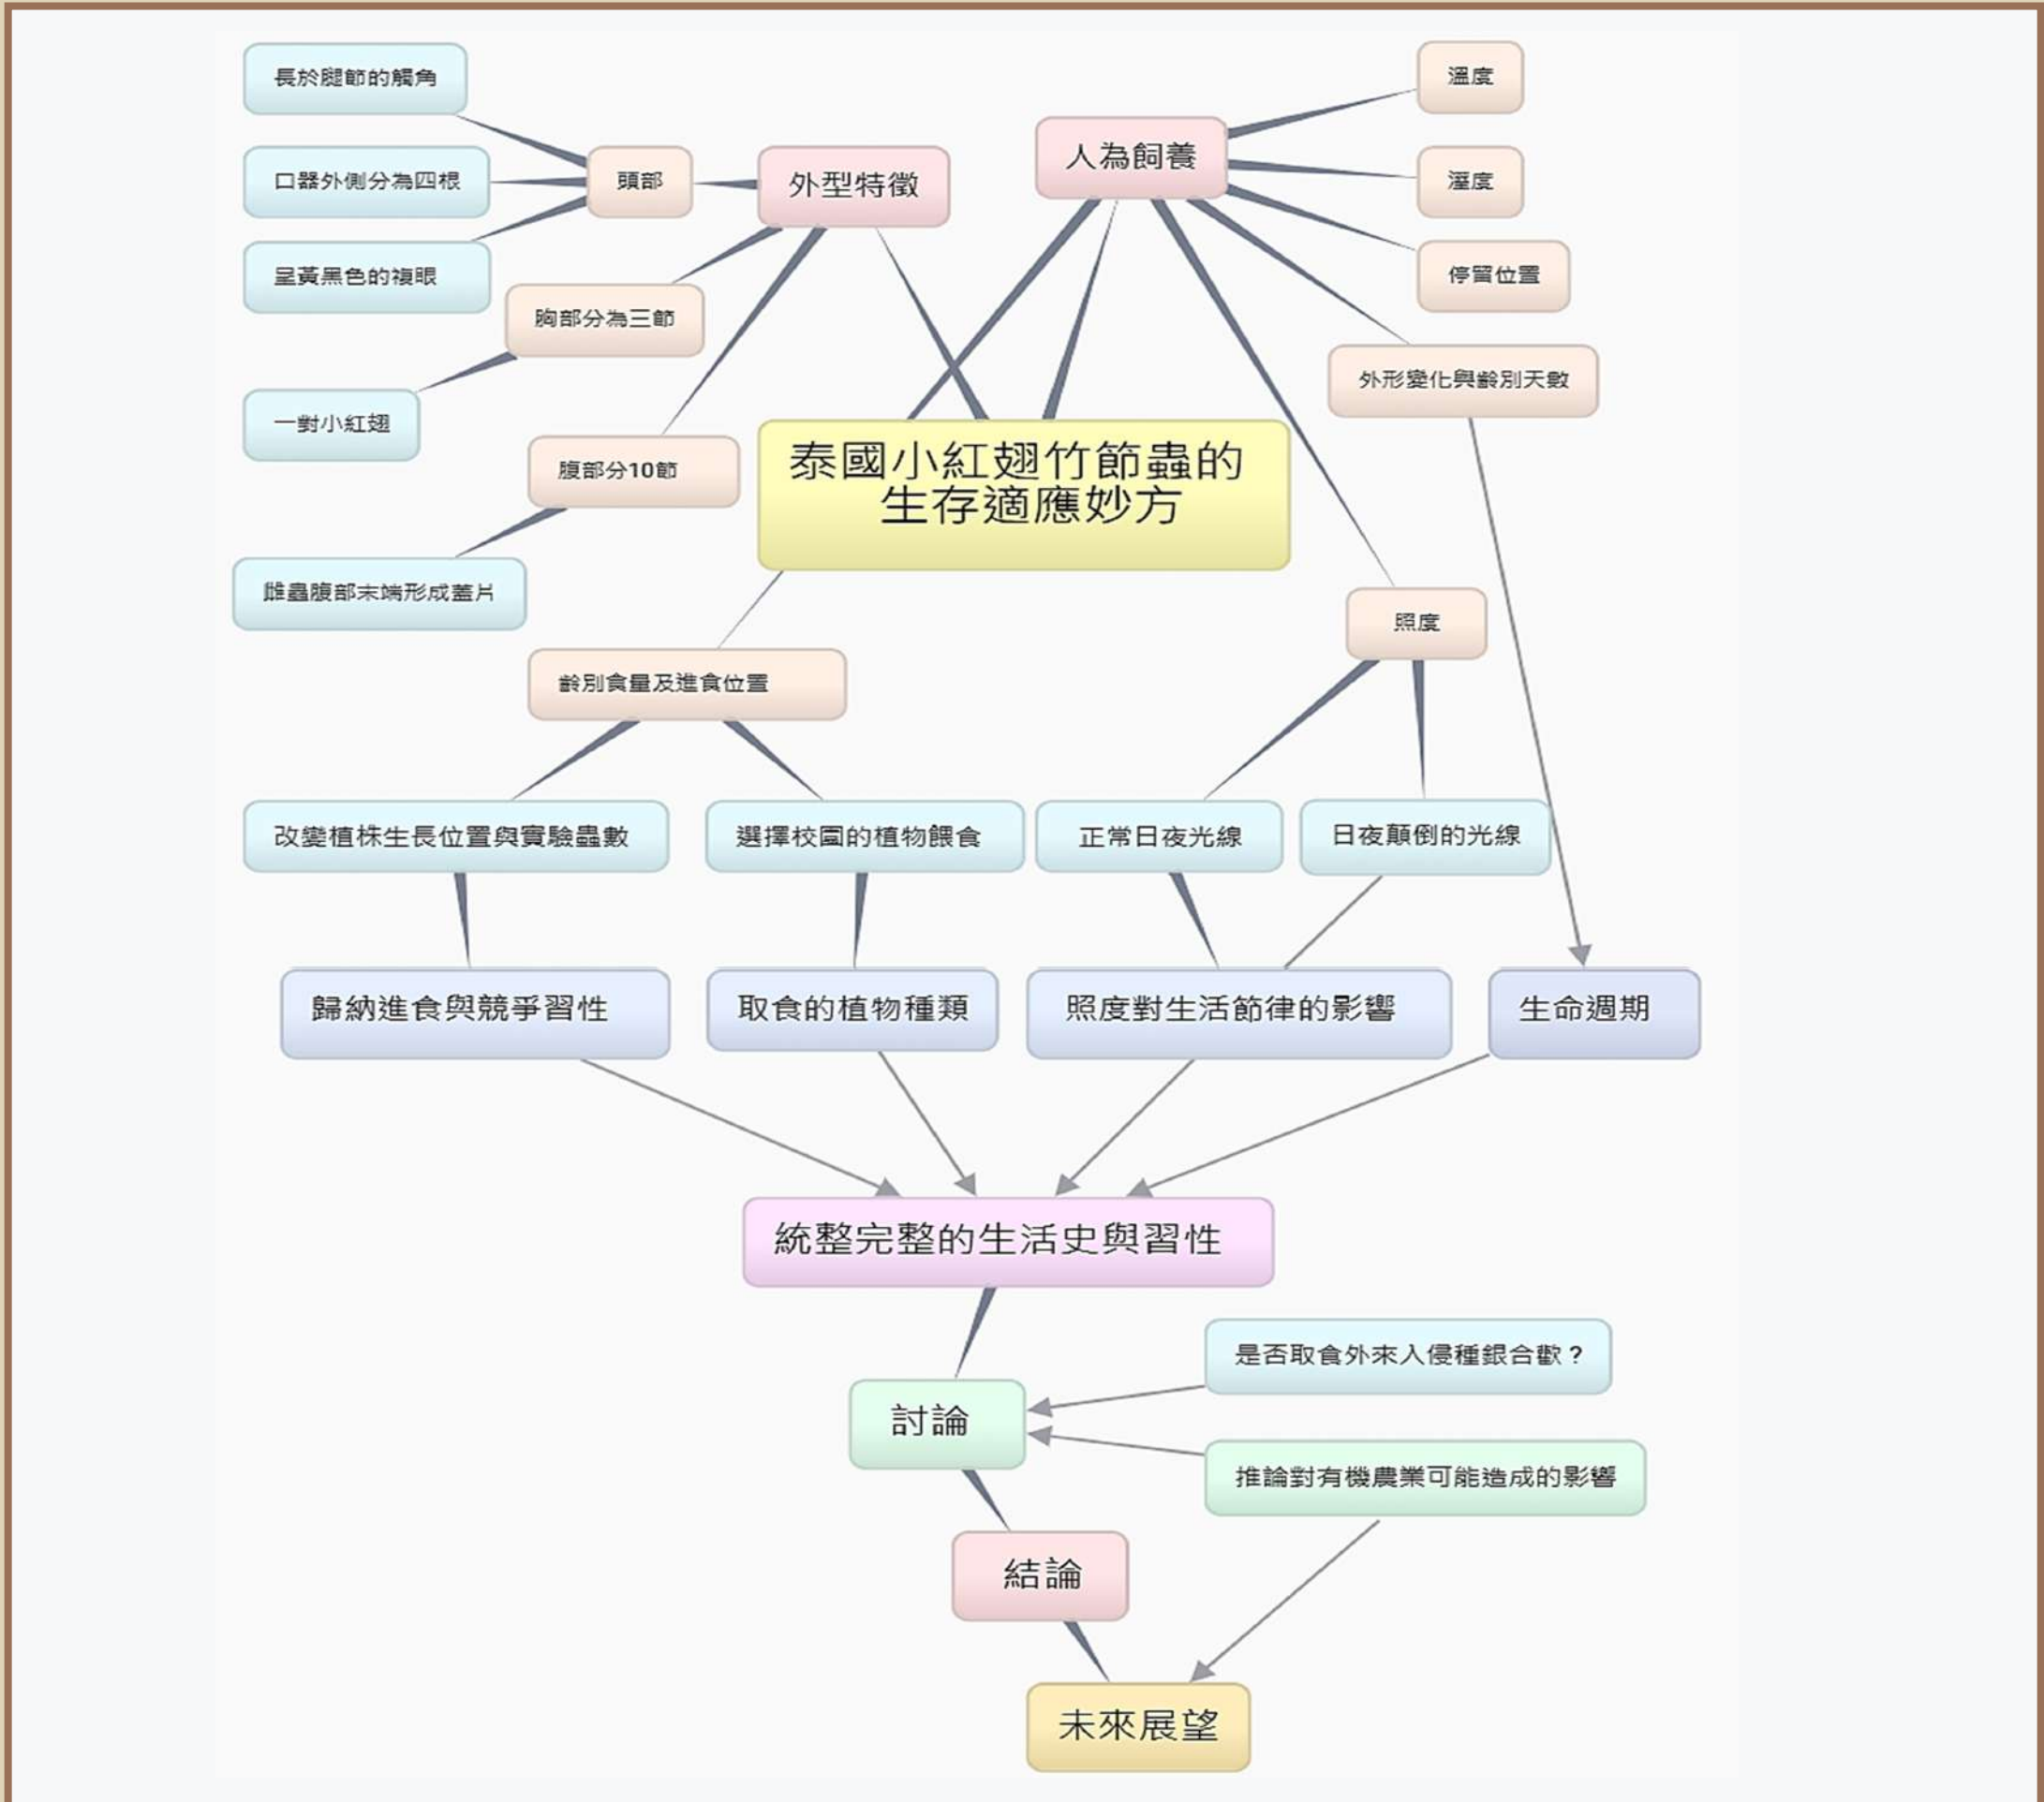 長於腿節的觸角
口器外側分為四根
呈黃黑色的複眼
頭部
外型特徵
胸部分為三節
一對小紅翅
腹部分10節
雌蟲腹部末端形成蓋片
人為飼養
溫度
溼度
停留位置
外形變化與齡別天數
泰國小紅翅竹節蟲的
生存適應妙方
照度
齡別食量及進食位置
改變植株生長位置與實驗蟲數
選擇校園的植物餵食
正常日夜光線
日夜顛倒的光線
歸納進食與競爭習性
取食的植物種類
照度對生活節律的影響
生命週期
統整完整的生活史與習性
是否取食外來入侵種銀合歡？
討論
推論對有機農業可能造成的影響
結論
未來展望